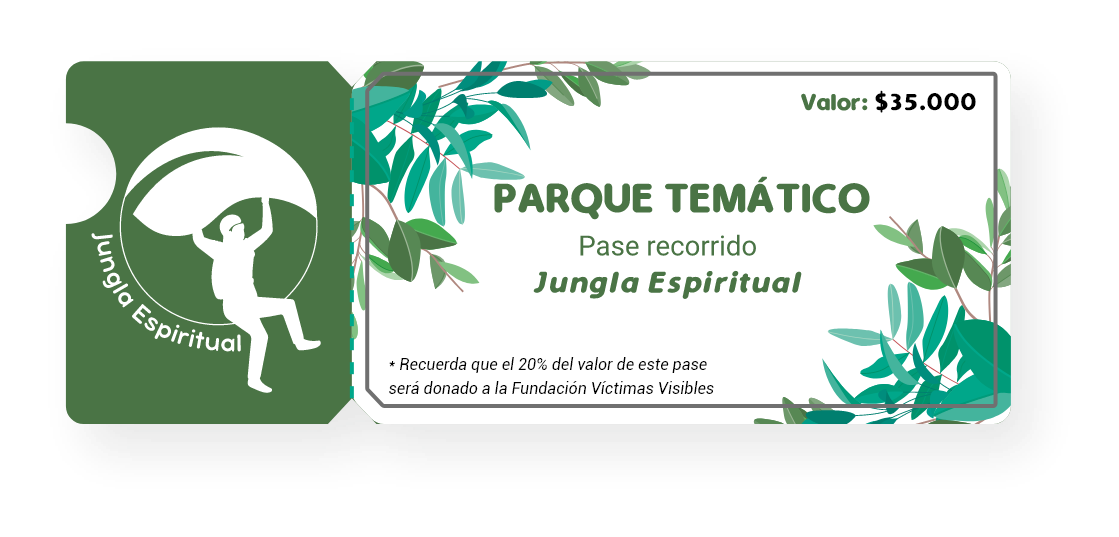 Jungla Espiritual
Valor: $35.000
PARQUE TEMÁTICO
Pase recorrido
Jungla Espiritual
* Recuerda que el 20% del valor de este pase
será donado a la Fundación Víctimas Visibles